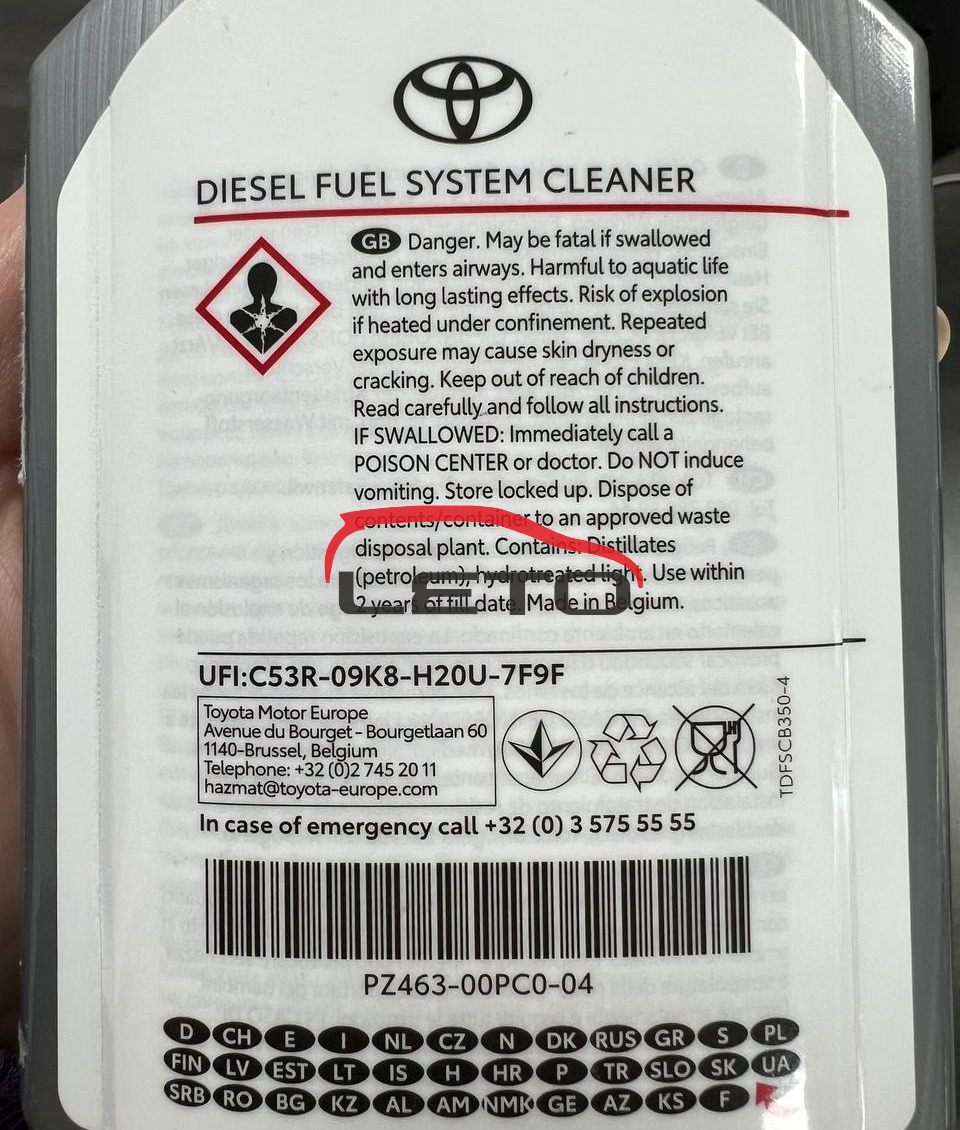 DIESEL FUEL SYSTEM CLEANER
GB Danger. May be fatal if swallowed
and enters airways. Harmful to aquatic life
with long lasting effects. Risk of explosion
if heated under confinement. Repeated
exposure may cause skin dryness or
cracking. Keep out of reach of children.
Read carefully and follow all instructions.
IF SWALLOWED: Immediately call a
POISON CENTER or doctor. Do NOT induce
vomiting. Store locked up. Dispose of
contents/container to an approved waste
disposal plant. Contains: Distillates
(petroleum), hydrotreated light. Use within
LETO
2 years of fill date. Made in Belgium.
UFI:C53R-09K8-H20U-7F9F
Toyota Motor Europe
Avenue du Bourget - Bourgetlaan 60
1140-Brussel, Belgium
Telephone: +32 (0)2 745 20 11
hazmat@toyota-europe.com
TDFSCB350-4
In case of emergency call +32 (0) 3 575 55 55
PZ463-00PC0-04
D CH E I NL CZ N DK RUS GR S PL
FIN LV EST LT IS H HR P TR SLO SK UA
SRB RO BG KZ AL AM NMK GE AZ KS F